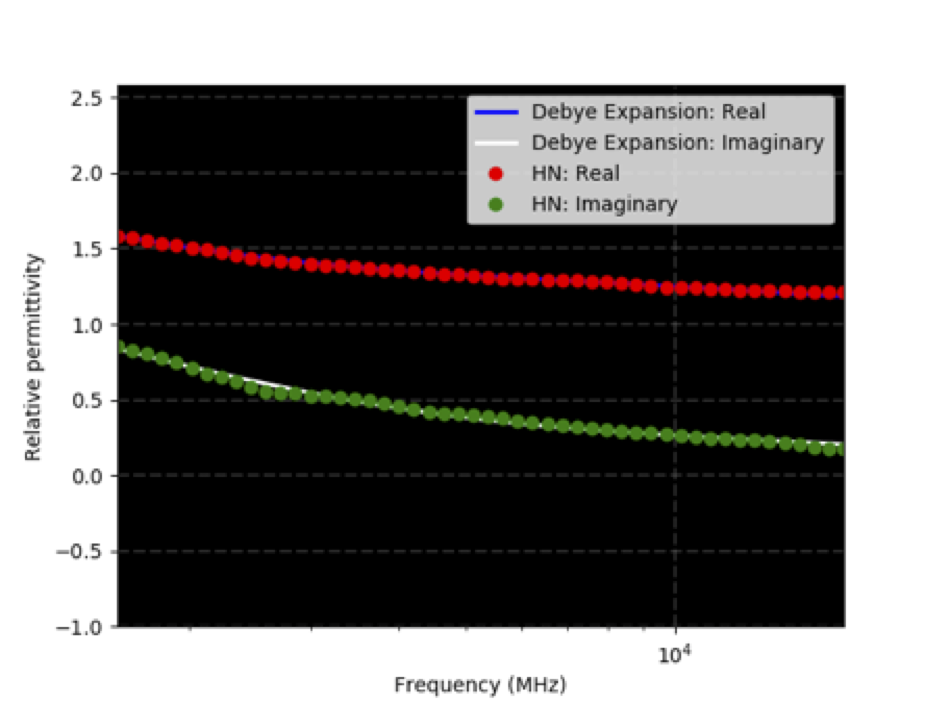 2.5
2.0
1.5
1.0
0.5
0.0
−0.5
−1.0
Relative permittivity
Debye Expansion: Real
Debye Expansion: Imaginary
HN: Real
HN: Imaginary
10⁴
Frequency (MHz)